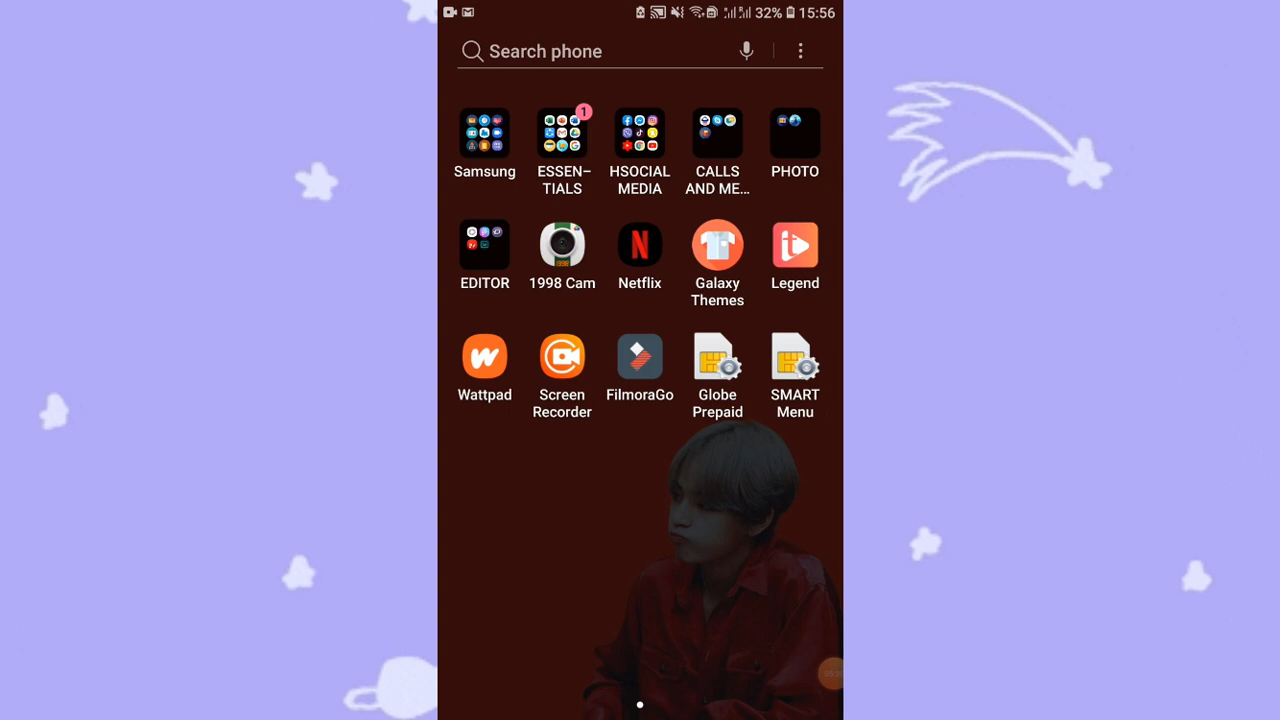 32% 15:56
Search phone
1
Samsung
ESSEN-
TIALS
HSOCIAL
MEDIA
CALLS
AND ME...
PHOTO
EDITOR
1998 Cam
Netflix
Galaxy
Themes
Legend
Wattpad
Screen
Recorder
FilmoraGo
Globe
Prepaid
SMART
Menu